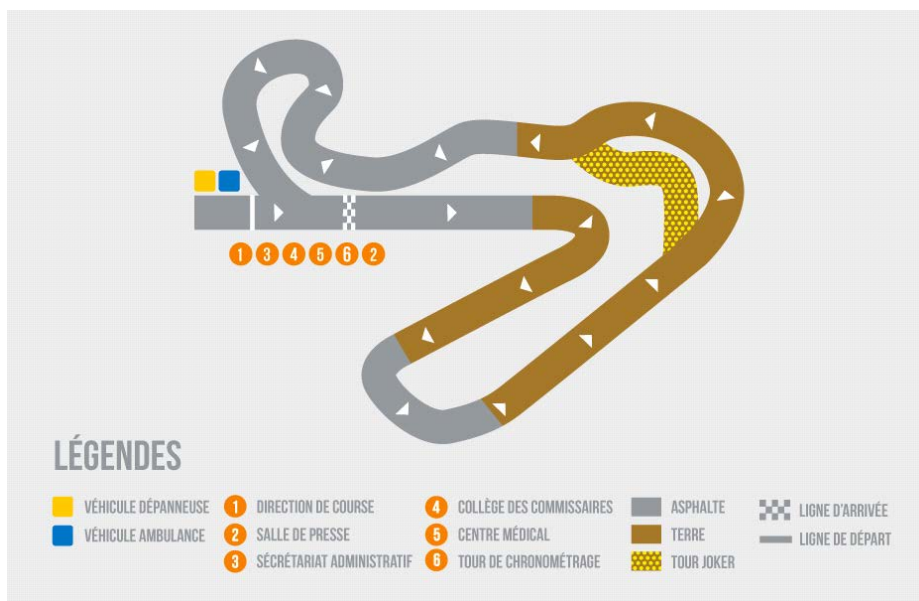 1 3 4 5 6 2
LÉGENDES
VÉHICULE DÉPANNEUSE
VÉHICULE AMBULANCE
1 DIRECTION DE COURSE
2 SALLE DE PRESSE
3 SÉCRÉTARIAT ADMINISTRATIF
4 COLLÈGE DES COMMISSAIRES
5 CENTRE MÉDICAL
6 TOUR DE CHRONOMÉTRAGE
ASPHALTE
TERRE
TOUR JOKER
LIGNE D'ARRIVÉE
LIGNE DE DÉPART